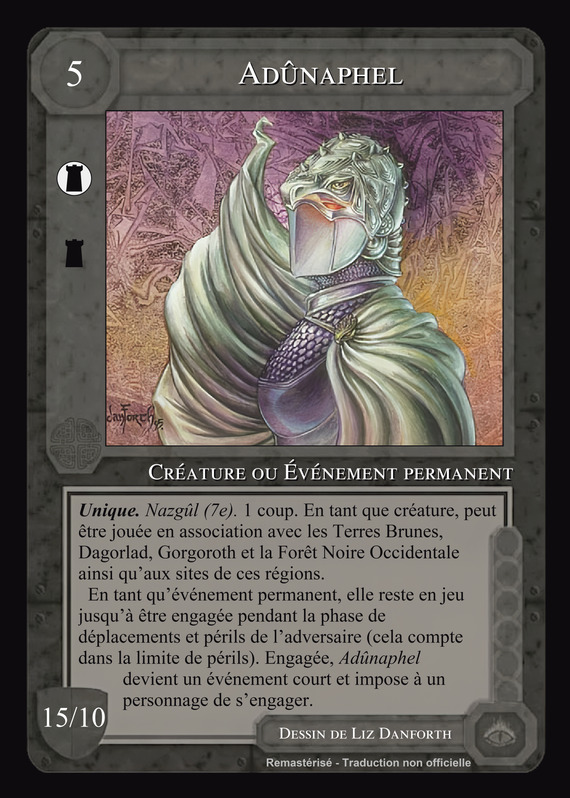 5
Adûnaphel
danForth 95
Créature ou Événement permanent
Unique. Nazgûl (7e). 1 coup. En tant que créature, peut
être jouée en association avec les Terres Brunes,
Dagorlad, Gorgoroth et la Forêt Noire Occidentale
ainsi qu’aux sites de ces régions.
En tant qu’événement permanent, elle reste en jeu
jusqu’à être engagée pendant la phase de
déplacements et périls de l’adversaire (cela compte
dans la limite de périls). Engagée, Adûnaphel
devient un événement court et impose à un
personnage de s’engager.
15/10
Dessin de Liz Danforth
Remastérisé - Traduction non officielle